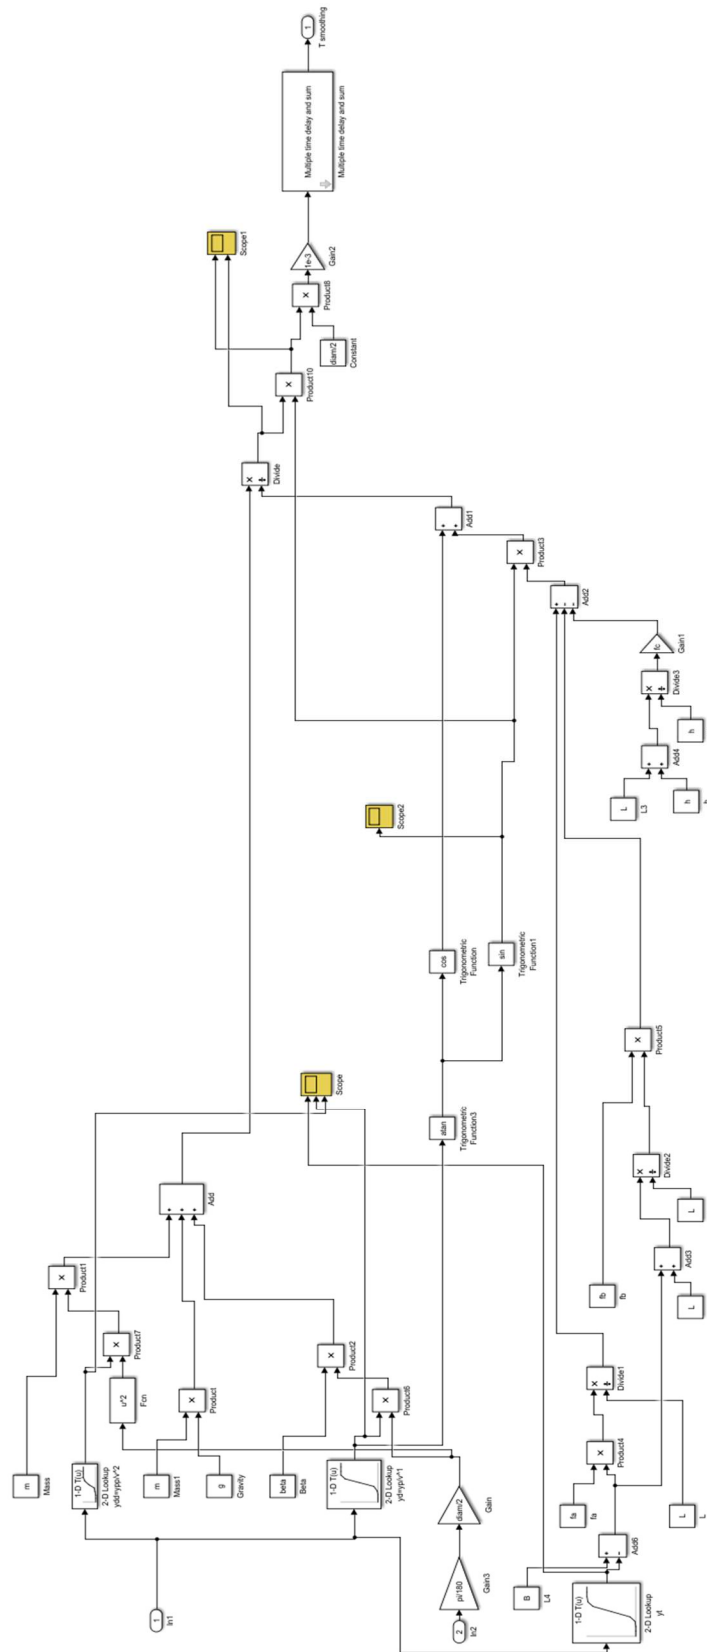 m
Mass
×
Product1
1-D T(u)
2-D Lookup
ydd=ypp/v^2
×
Product7
u^2
Fcn
+
+
+
Add
m
Mass1
g
Gravity
×
Product
beta
Beta
×
Product2
×
Product6
1-D T(u)
2-D Lookup
yd=yp/v^1
1
In1
2
In2
pi/180
Gain3
diam/2
Gain
Scope
atan
Trigonometric
Function3
cos
Trigonometric
Function
sin
Trigonometric
Function1
Scope2
×
÷
Divide
Scope1
×
Product10
diam/2
Constant
×
Product8
1e-3
Gain2
Multiple time delay and sum
Multiple time delay and sum
1
T smoothing
+
+
Add1
×
Product3
+
-
-
Add2
B
L4
1-D T(u)
2-D Lookup
yt
+
-
Add6
fa
fa
×
Product4
L
L
×
÷
Divide1
fb
fb
+
+
Add3
L
×
÷
Divide2
L
×
Product5
L
L3
h
+
+
Add4
h
×
÷
Divide3
fc
Gain1